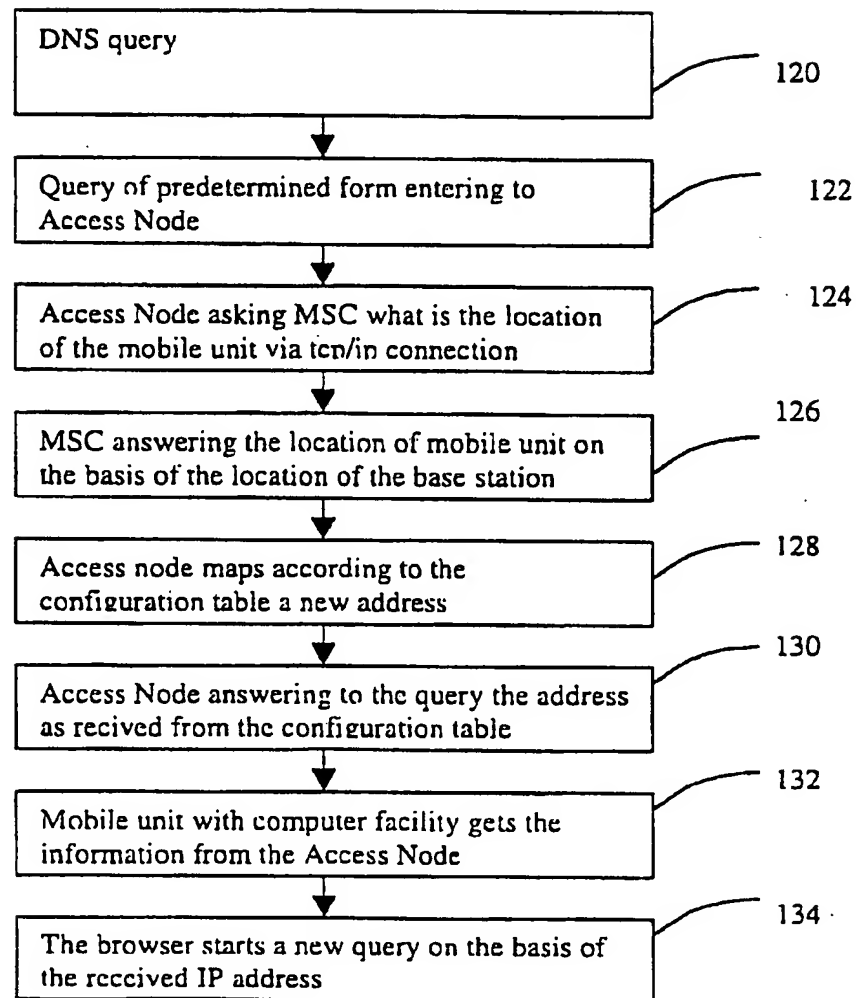 DNS query
120
Query of predetermined form entering to
Access Node
122
Access Node asking MSC what is the location
of the mobile unit via tcp/ip connection
124
MSC answering the location of mobile unit on
the basis of the location of the base station
126
Access node maps according to the
configuration table a new address
128
Access Node answering to the query the address
as recived from the configuration table
130
Mobile unit with computer facility gets the
information from the Access Node
132
The browser starts a new query on the basis of
the received IP address
134